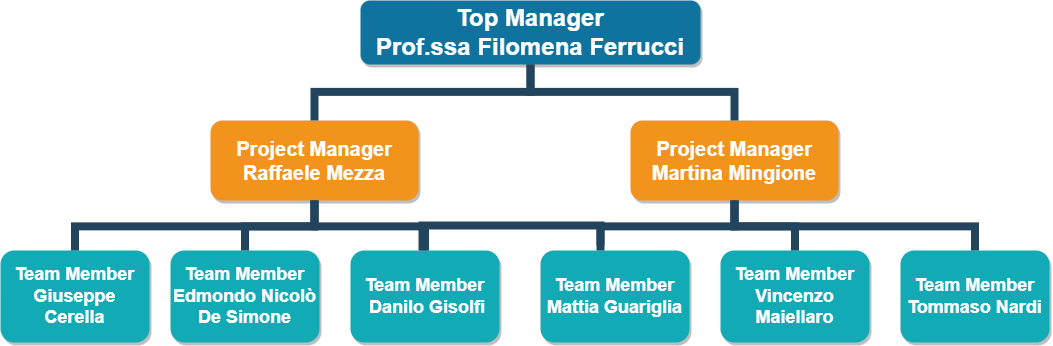 Top Manager
Prof.ssa Filomena Ferrucci
Project Manager
Raffaele Mezza
Project Manager
Martina Mingione
Team Member
Giuseppe
Cerella
Team Member
Edmondo Nicolò
De Simone
Team Member
Danilo Gisolfi
Team Member
Mattia Guariglia
Team Member
Vincenzo
Maiellaro
Team Member
Tommaso Nardi